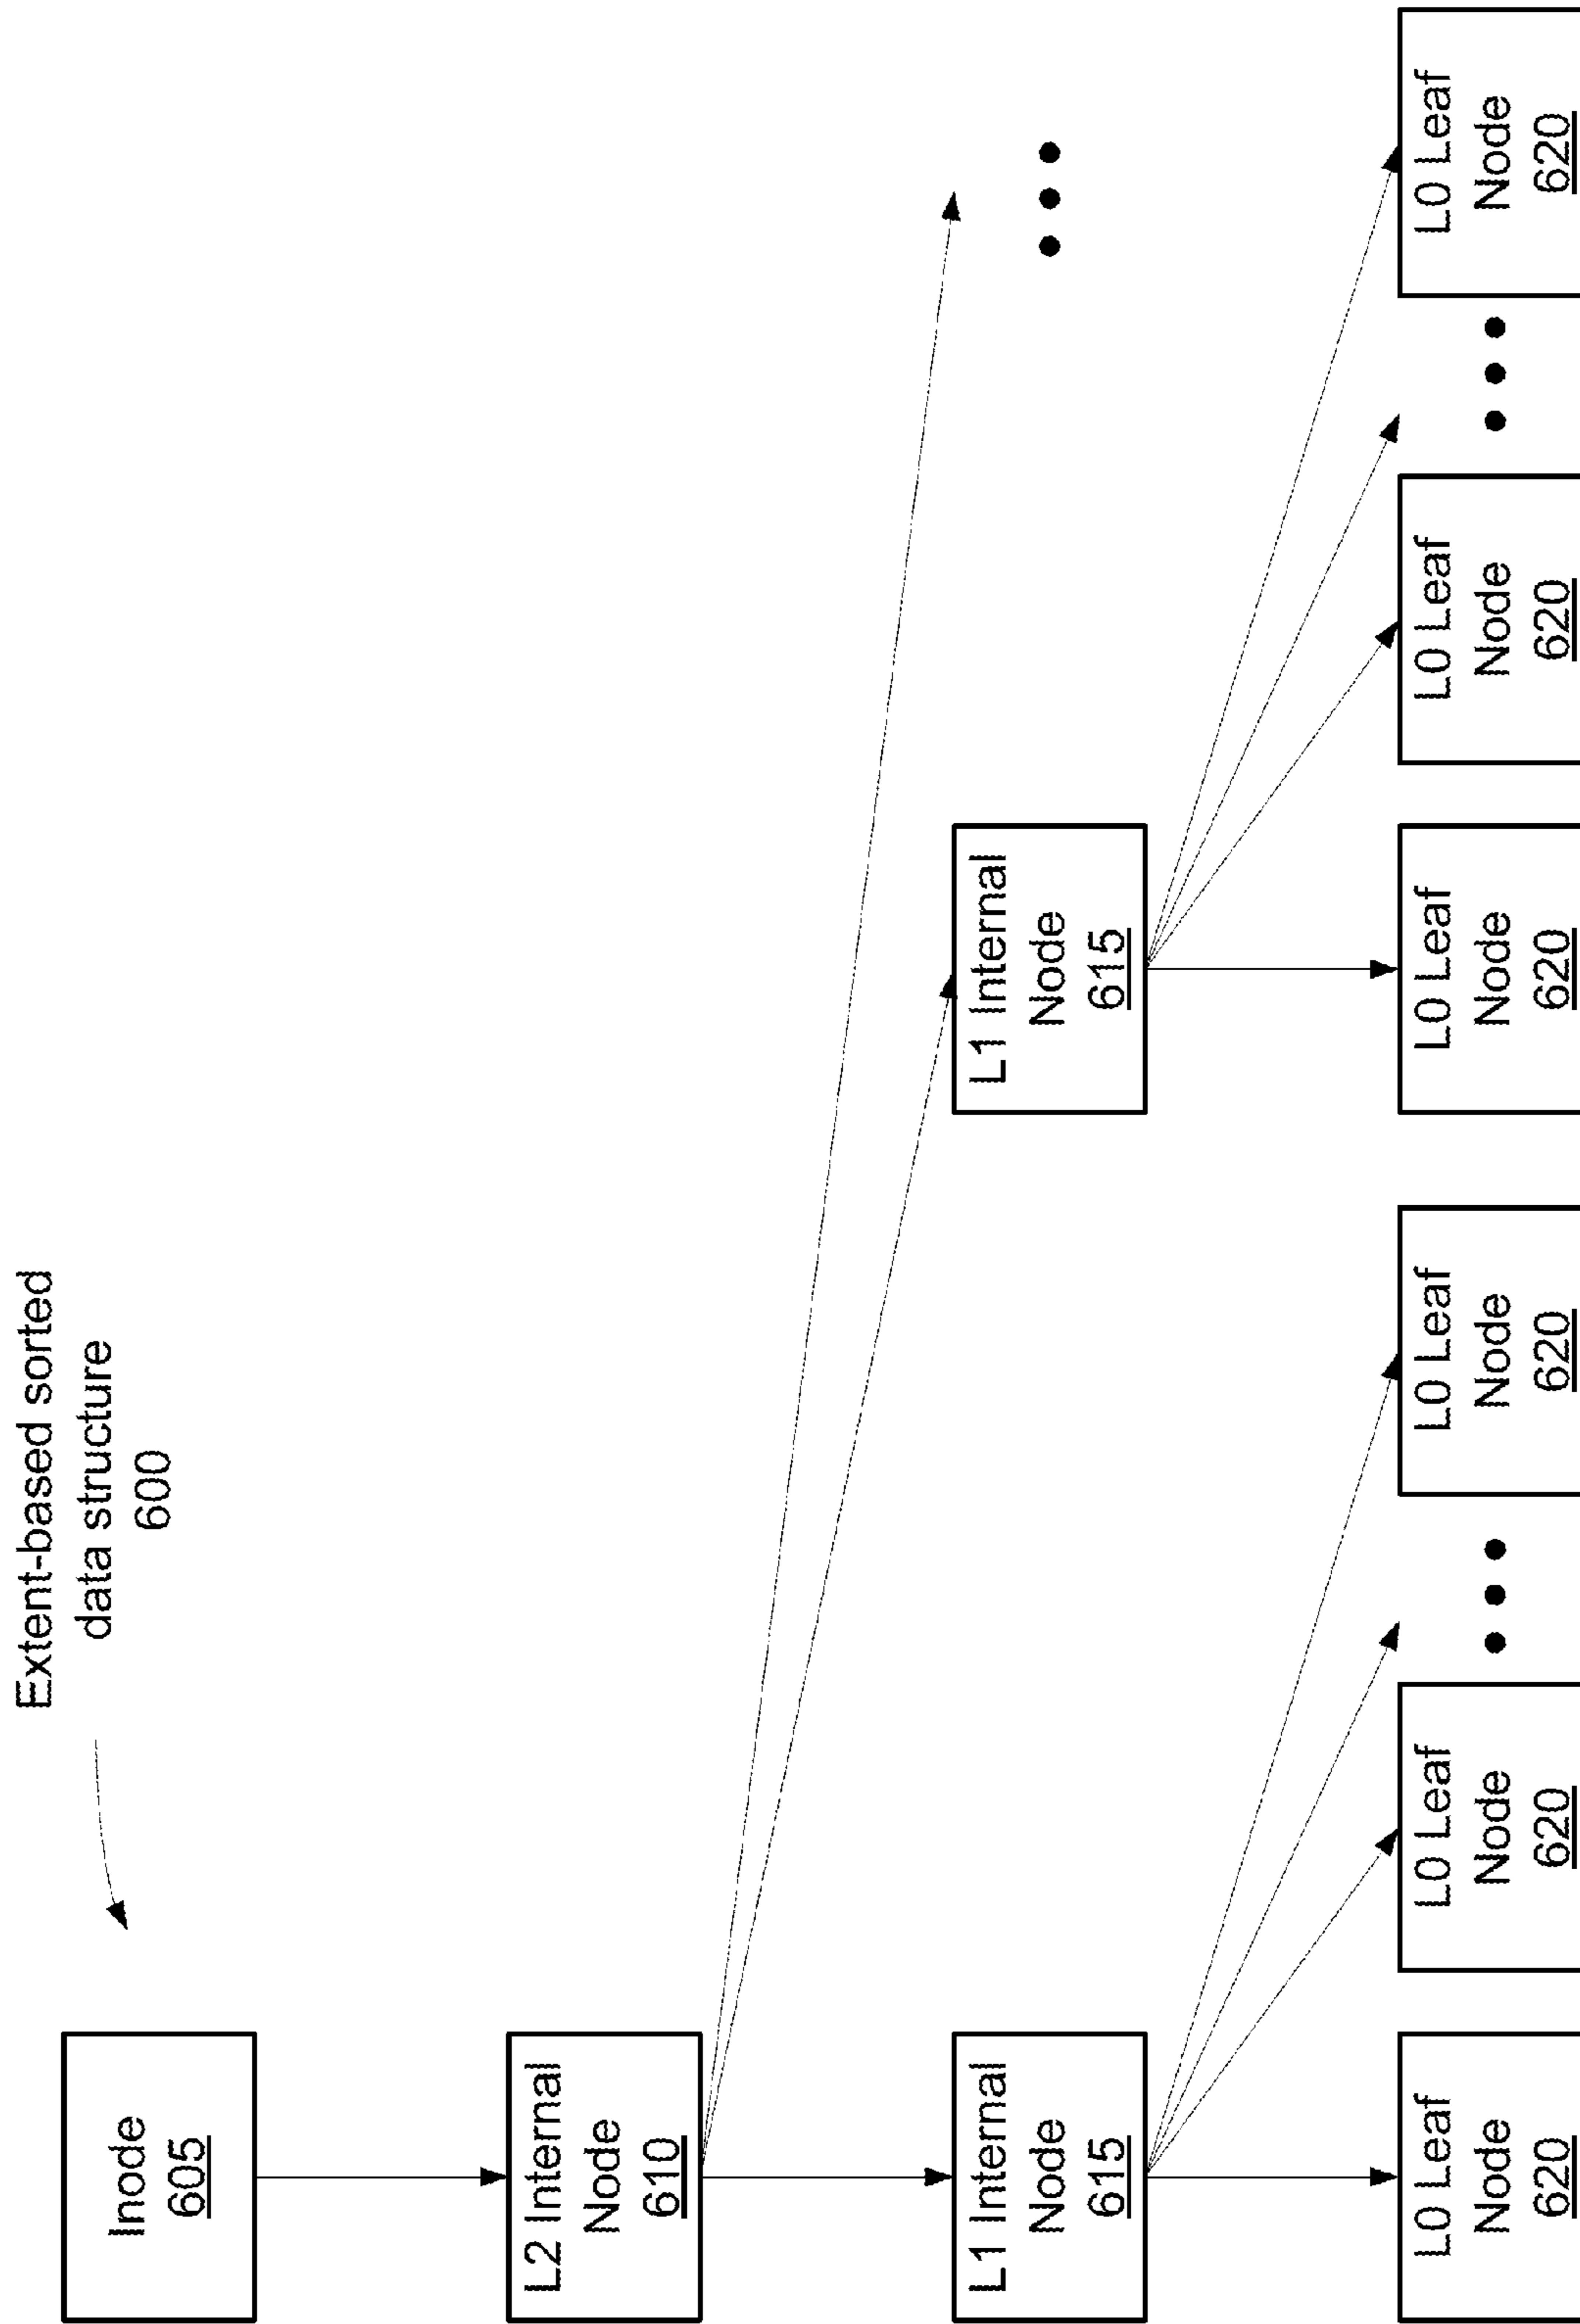 Extent-based sorted
data structure
600
Inode
605
L2 Internal
Node
610
L1 Internal
Node
615
L1 Internal
Node
615
L0 Leaf
Node
620
L0 Leaf
Node
620
L0 Leaf
Node
620
L0 Leaf
Node
620
L0 Leaf
Node
620
L0 Leaf
Node
620